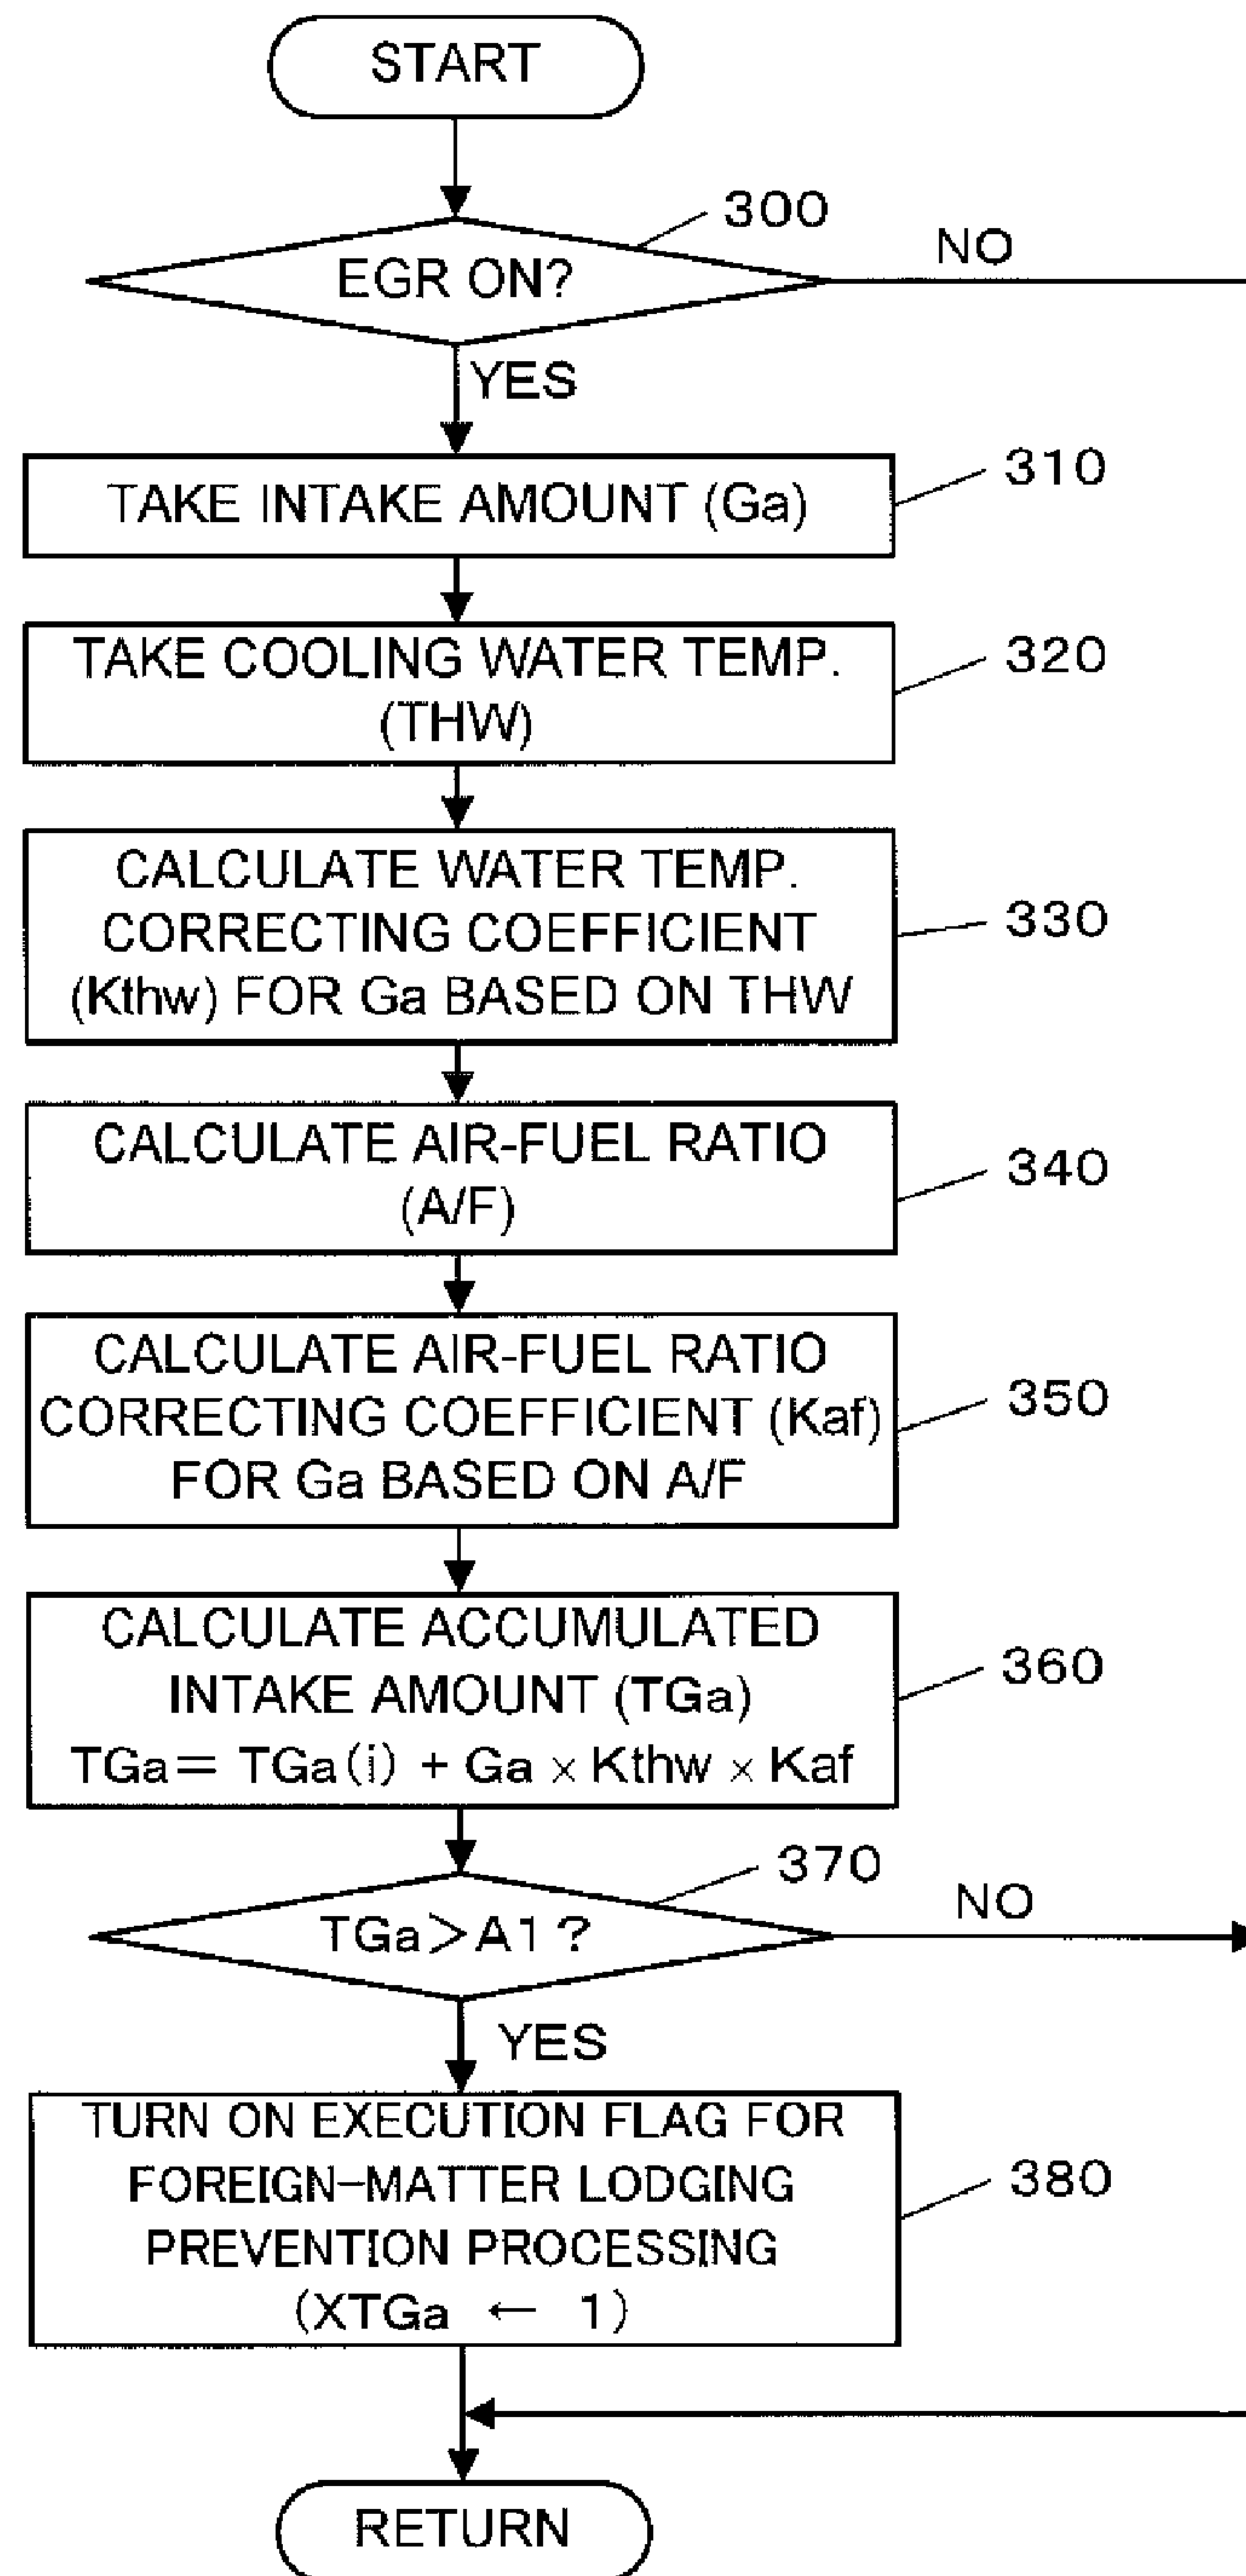 START
300
NO
EGR ON?
YES
310
TAKE INTAKE AMOUNT (Ga)
320
TAKE COOLING WATER TEMP.
(THW)
CALCULATE WATER TEMP.
CORRECTING COEFFICIENT
330
(Kthw) FOR Ga BASED ON THW
CALCULATE AIR-FUEL RATIO
340
(A/F)
CALCULATE AIR-FUEL RATIO
350
CORRECTING COEFFICIENT (Kaf)
FOR Ga BASED ON A/F
CALCULATE ACCUMULATED
360
INTAKE AMOUNT (TGa)
TGa= TGa(i) + Ga × Kthw × Kaf
370
NO
TGa>A1?
YES
TURN ON EXECUTION FLAG FOR
FOREIGN-MATTER LODGING
380
PREVENTION PROCESSING
(XTGa ← 1)
RETURN